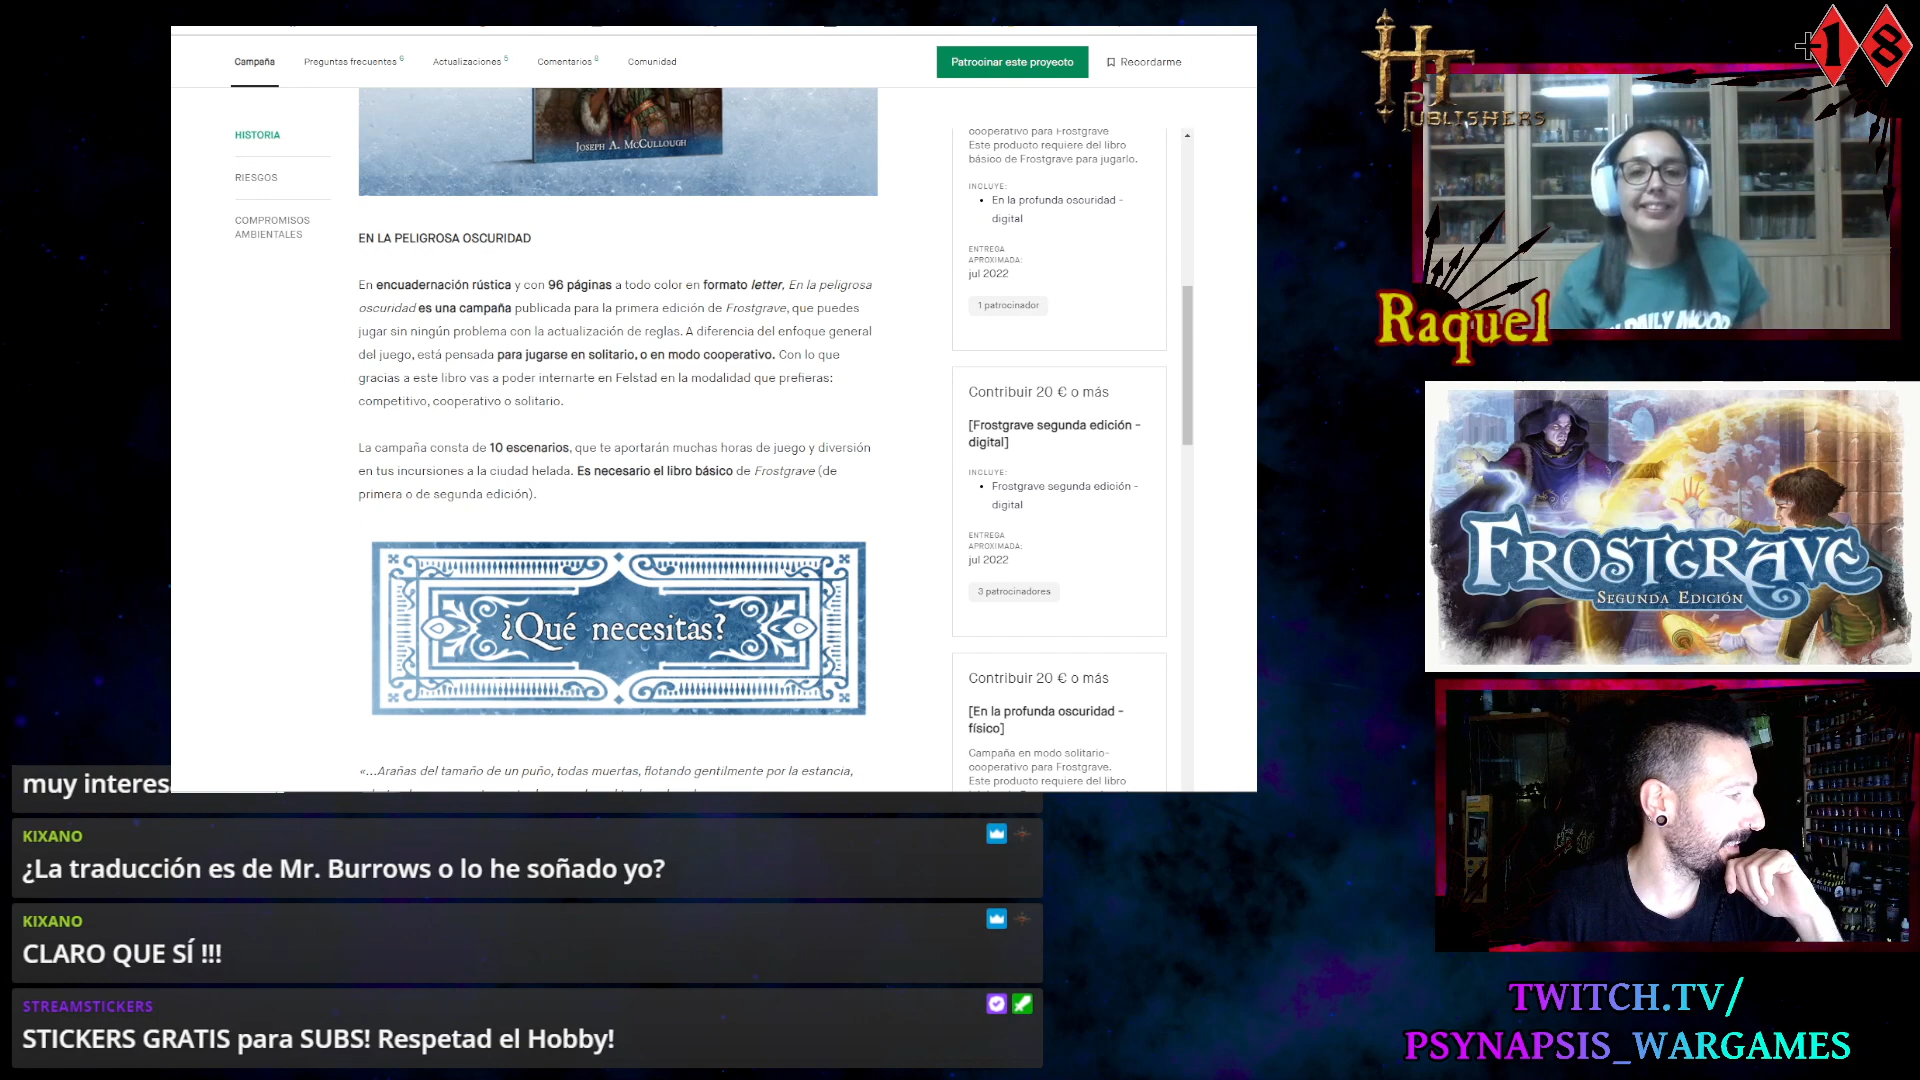 Campaña
Preguntas frecuentes 6
Actualizaciones 5
Comentarios 8
Comunidad
Patrocinar este proyecto
Recordarme
HISTORIA
RIESGOS
COMPROMISOS
AMBIENTALES
JOSEPH A. MCCULLOUGH
EN LA PELIGROSA OSCURIDAD
En encuadernación rústica y con 96 páginas a todo color en formato letter, En la peligrosa
oscuridad es una campaña publicada para la primera edición de Frostgrave, que puedes
jugar sin ningún problema con la actualización de reglas. A diferencia del enfoque general
del juego, está pensada para jugarse en solitario, o en modo cooperativo. Con lo que
gracias a este libro vas a poder internarte en Felstad en la modalidad que prefieras:
competitivo, cooperativo o solitario.
La campaña consta de 10 escenarios, que te aportarán muchas horas de juego y diversión
en tus incursiones a la ciudad helada. Es necesario el libro básico de Frostgrave (de
primera o de segunda edición).
¿Qué necesitas?
«...Arañas del tamaño de un puño, todas muertas, flotando gentilmente por la estancia,
cooperativo para Frostgrave
Este producto requiere del libro
básico de Frostgrave para jugarlo.
INCLUYE:
• En la profunda oscuridad -
digital
ENTREGA
APROXIMADA:
jul 2022
1 patrocinador
Contribuir 20 € o más
[Frostgrave segunda edición -
digital]
INCLUYE:
• Frostgrave segunda edición -
digital
ENTREGA
APROXIMADA:
jul 2022
3 patrocinadores
Contribuir 20 € o más
[En la profunda oscuridad -
físico]
Campaña en modo solitario-
cooperativo para Frostgrave.
Este producto requiere del libro
HT
PUBLISHERS
+18
DAILY MOOD
Raquel
FROSTGRAVE
SEGUNDA EDICIÓN
muy interes
KIXANO
¿La traducción es de Mr. Burrows o lo he soñado yo?
KIXANO
CLARO QUE SÍ !!!
STREAMSTICKERS
STICKERS GRATIS para SUBS! Respetad el Hobby!
TWITCH.TV/
PSYNAPSIS_WARGAMES